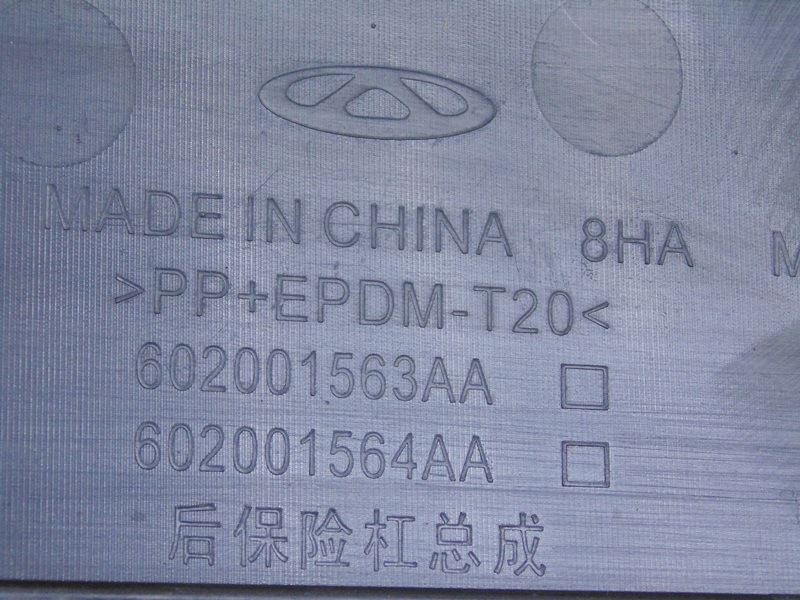 MADE IN CHINA 8HA M
>PP+EPDM-T20<
602001563AA
602001564AA
后保险杠总成